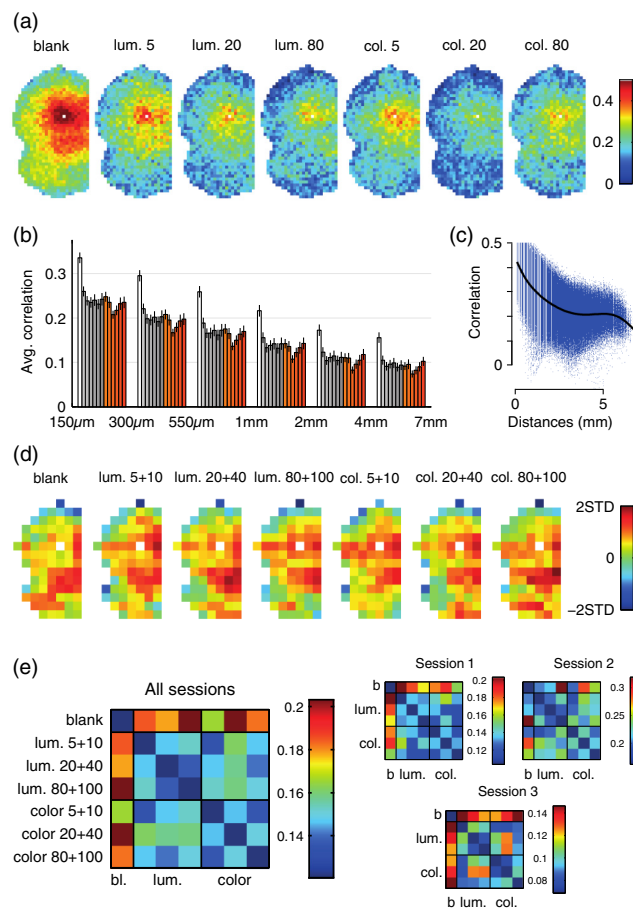 (a)
blank lum. 5 lum. 20 lum. 80 col. 5 col. 20 col. 80
0.4
0.2
0
(b)
Avg. correlation
0.3
0.2
0.1
0
150µm 300µm 550µm 1mm 2mm 4mm 7mm
(c)
Correlation
0.5
0
0 5
Distances (mm)
(d)
blank lum. 5+10 lum. 20+40 lum. 80+100 col. 5+10 col. 20+40 col. 80+100
2STD
0
−2STD
(e)
All sessions
blank
lum. 5+10
lum. 20+40
lum. 80+100
color 5+10
color 20+40
color 80+100
bl. lum. color
0.2
0.18
0.16
0.14
Session 1
b
lum.
col.
b lum. col.
0.2
0.18
0.16
0.14
0.12
Session 2
b lum. col.
0.3
0.2
Session 3
b
lum.
col.
b lum. col.
0.14
0.12
0.1
0.08